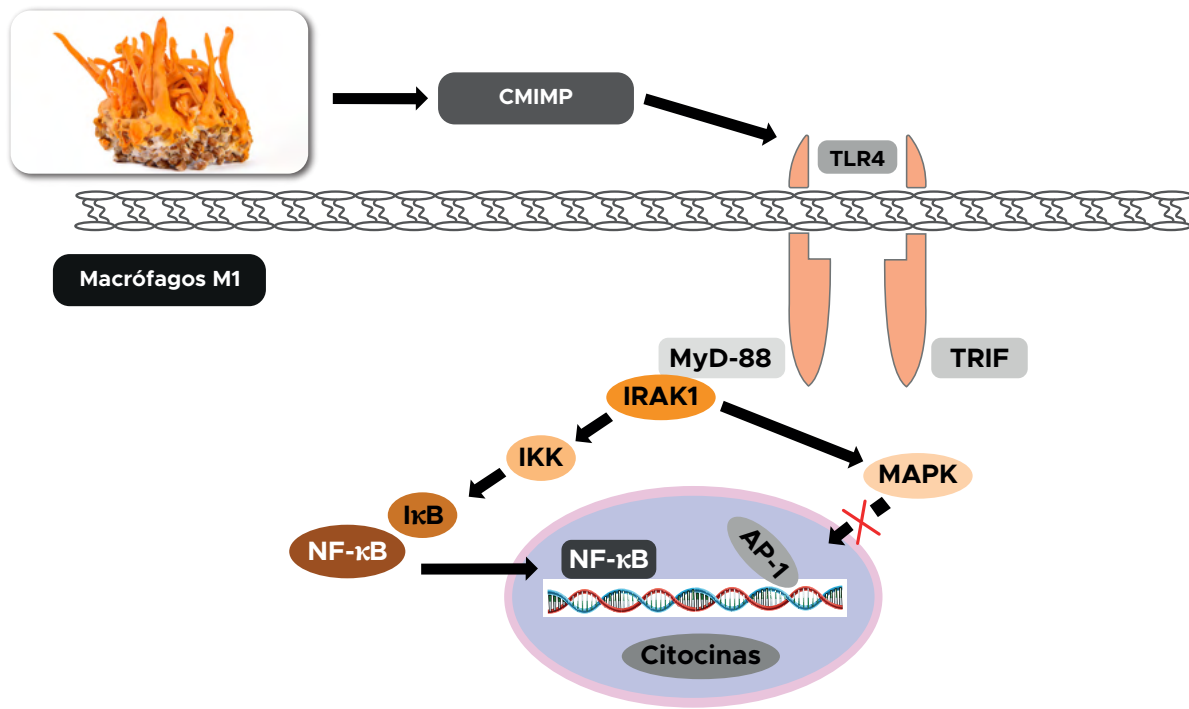 CMIMP
TLR4
Macrófagos M1
MyD-88
TRIF
IRAK1
IKK
MAPK
IκB
NF-κB
NF-κB
AP-1
Citocinas